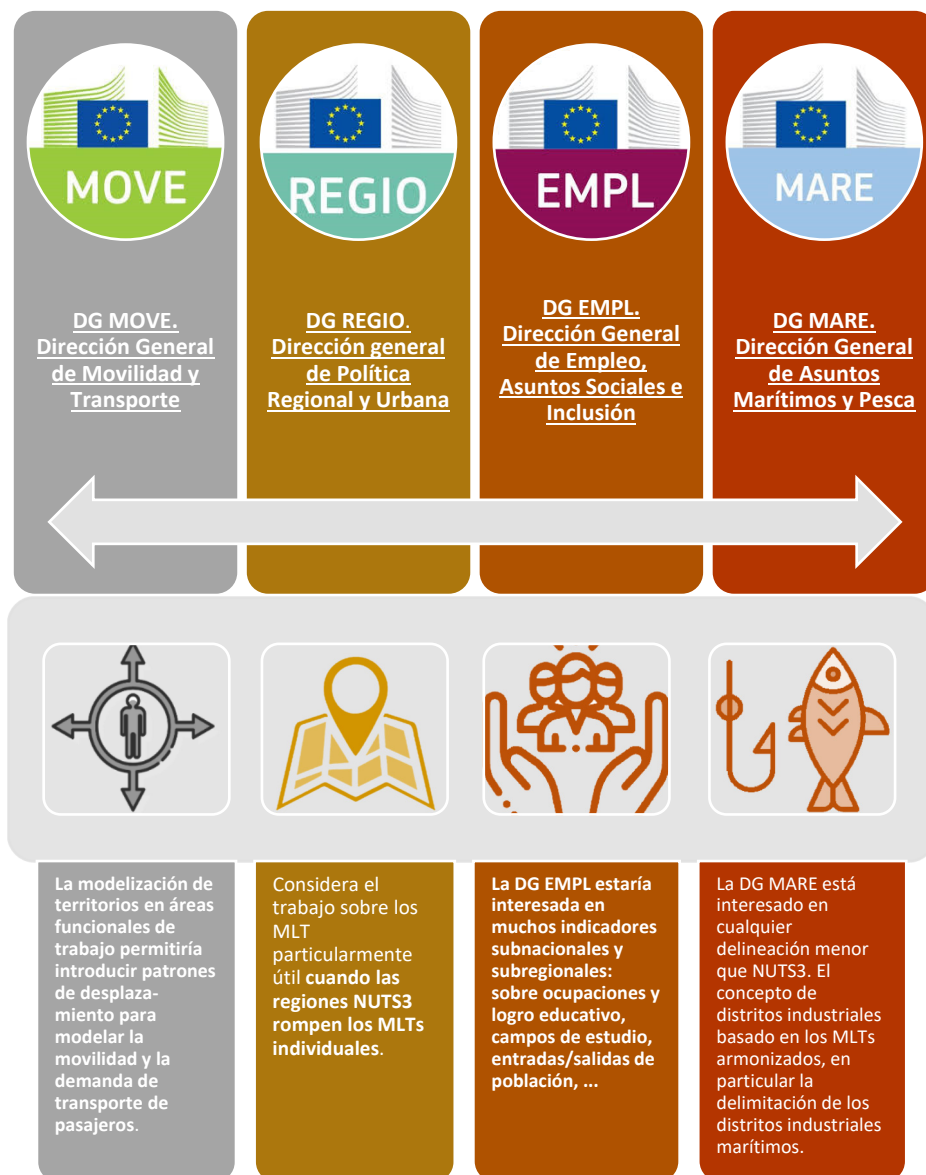 MOVE
REGIO
EMPL
MARE
DG MOVE.
Dirección General
de Movilidad y
Transporte
DG REGIO.
Dirección general
de Política
Regional y Urbana
DG EMPL.
Dirección General
de Empleo,
Asuntos Sociales e
Inclusión
DG MARE.
Dirección General
de Asuntos
Marítimos y Pesca
La modelización de
territorios en áreas
funcionales de
trabajo permitiría
introducir patrones
de desplaza-
miento para
modelar la
movilidad y la
demanda de
transporte de
pasajeros.
Considera el
trabajo sobre los
MLT
particularmente
útil cuando las
regiones NUTS3
rompen los MLTs
individuales.
La DG EMPL estaría
interesada en
muchos indicadores
subnacionales y
subregionales:
sobre ocupaciones y
logro educativo,
campos de estudio,
entradas/salidas de
población, ...
La DG MARE está
interesado en
cualquier
delineación menor
que NUTS3. El
concepto de
distritos industriales
basado en los MLTs
armonizados, en
particular la
delimitación de los
distritos industriales
marítimos.